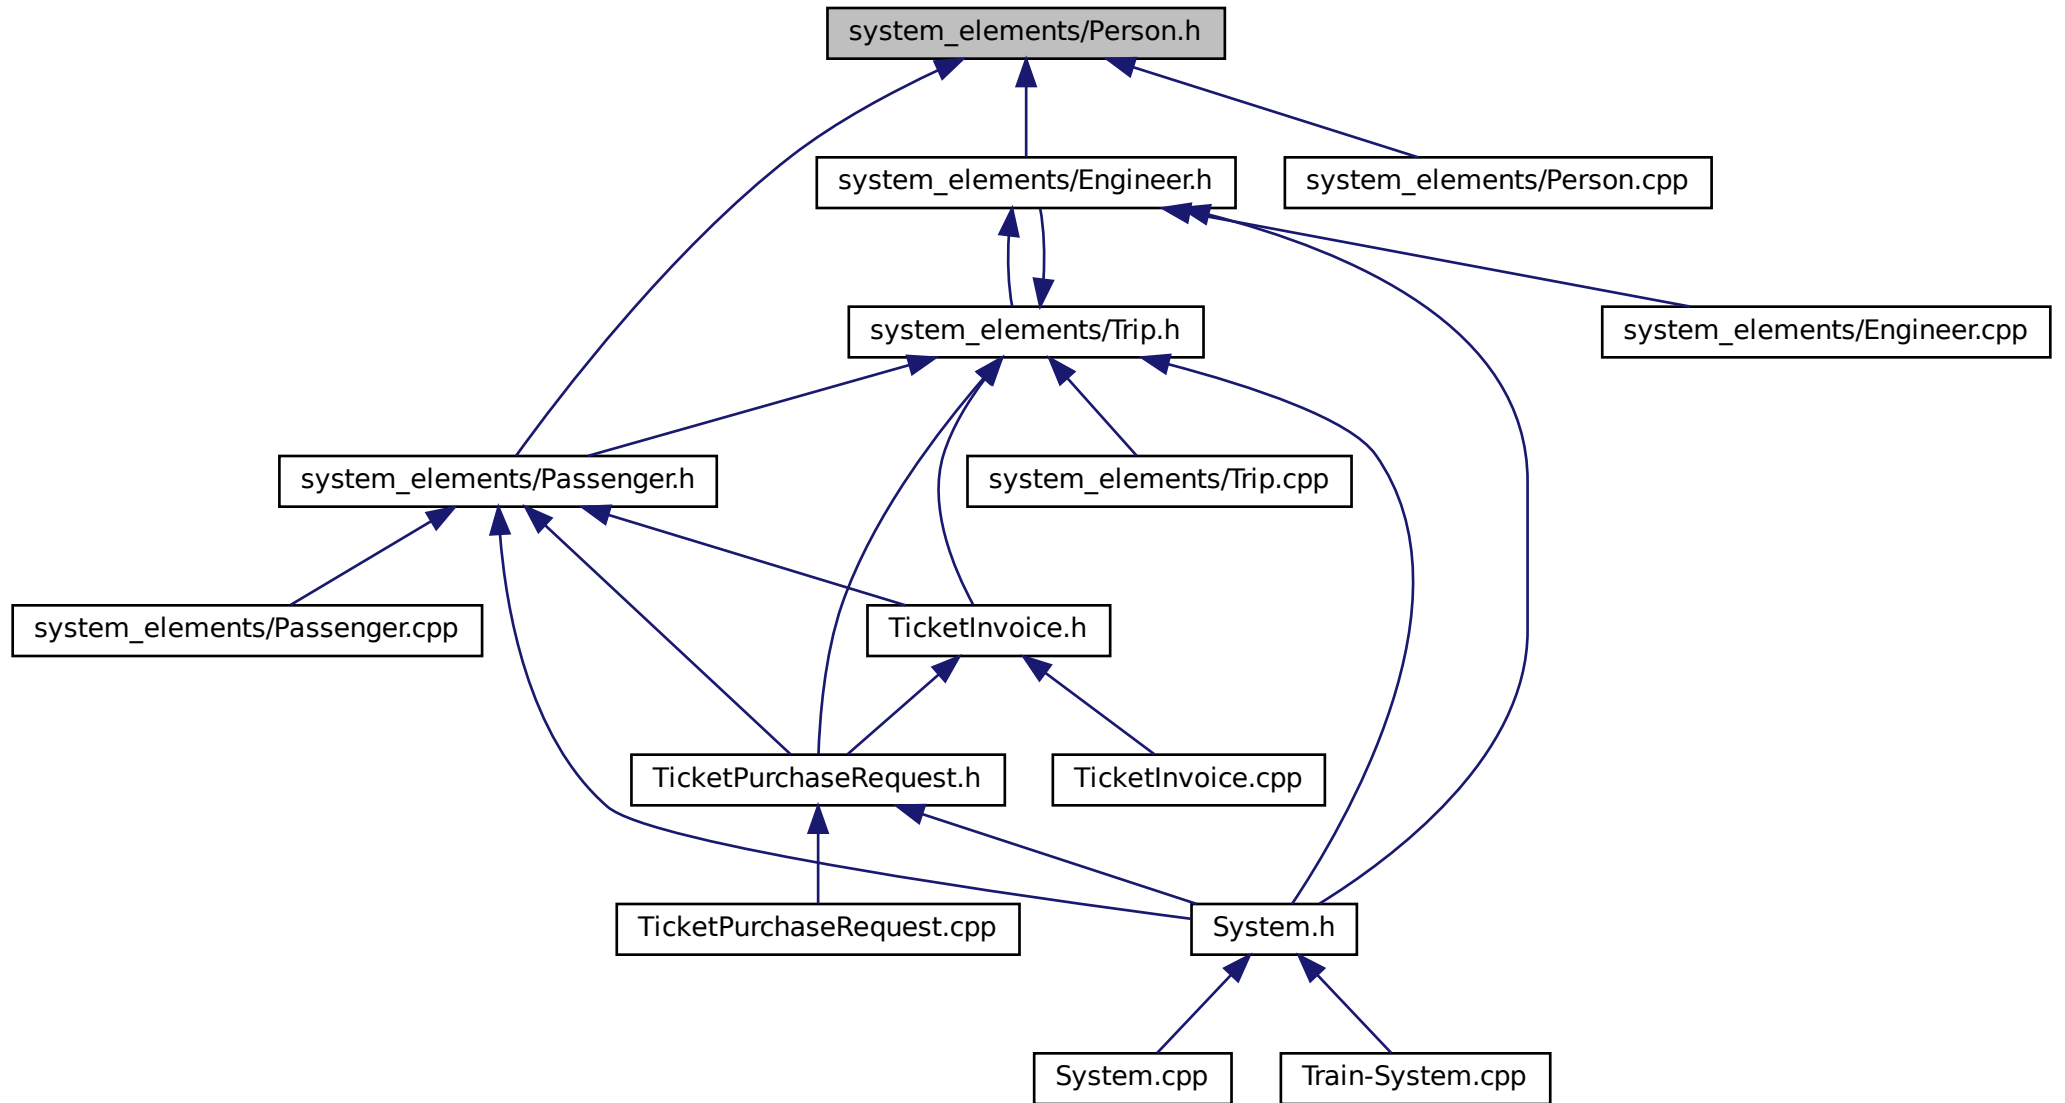 system_elements/Person.h
system_elements/Engineer.h
system_elements/Person.cpp
system_elements/Trip.h
system_elements/Engineer.cpp
system_elements/Passenger.h
system_elements/Trip.cpp
system_elements/Passenger.cpp
TicketInvoice.h
TicketPurchaseRequest.h
TicketInvoice.cpp
TicketPurchaseRequest.cpp
System.h
System.cpp
Train-System.cpp